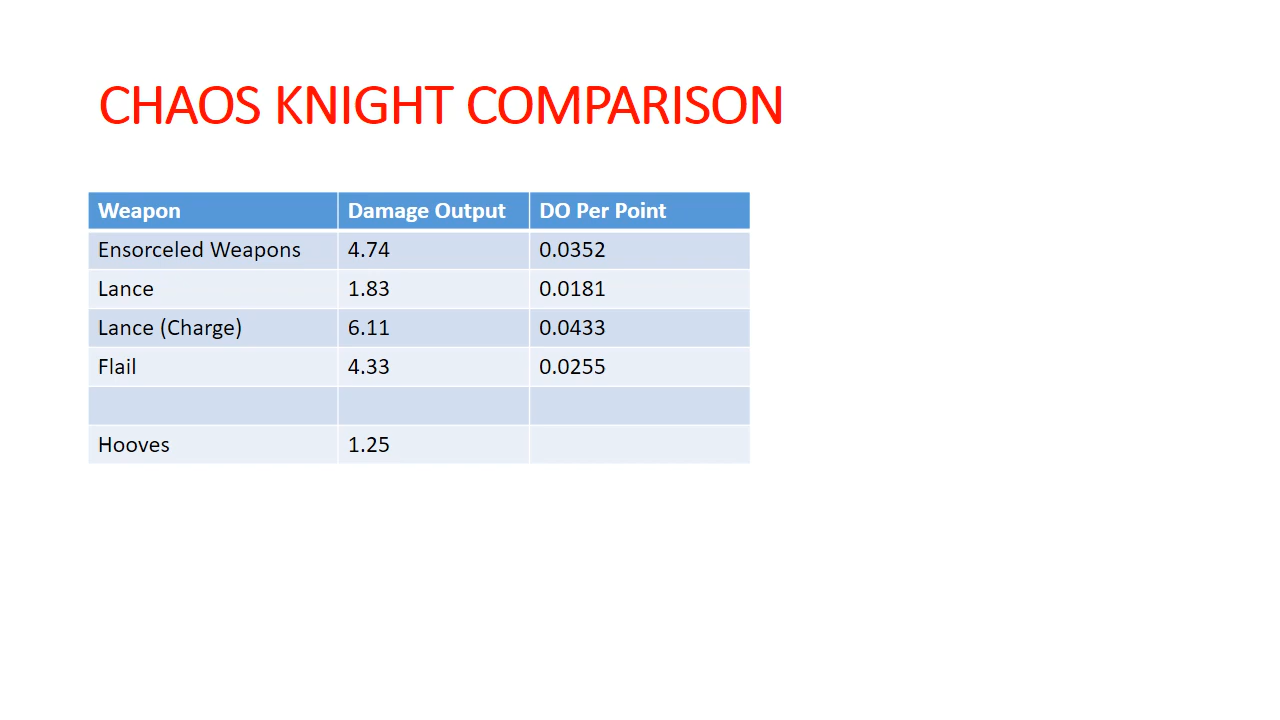 CHAOS KNIGHT COMPARISON
Weapon Damage Output DO Per Point
Ensorceled Weapons 4.74 0.0352
Lance 1.83 0.0181
Lance (Charge) 6.11 0.0433
Flail 4.33 0.0255
Hooves 1.25